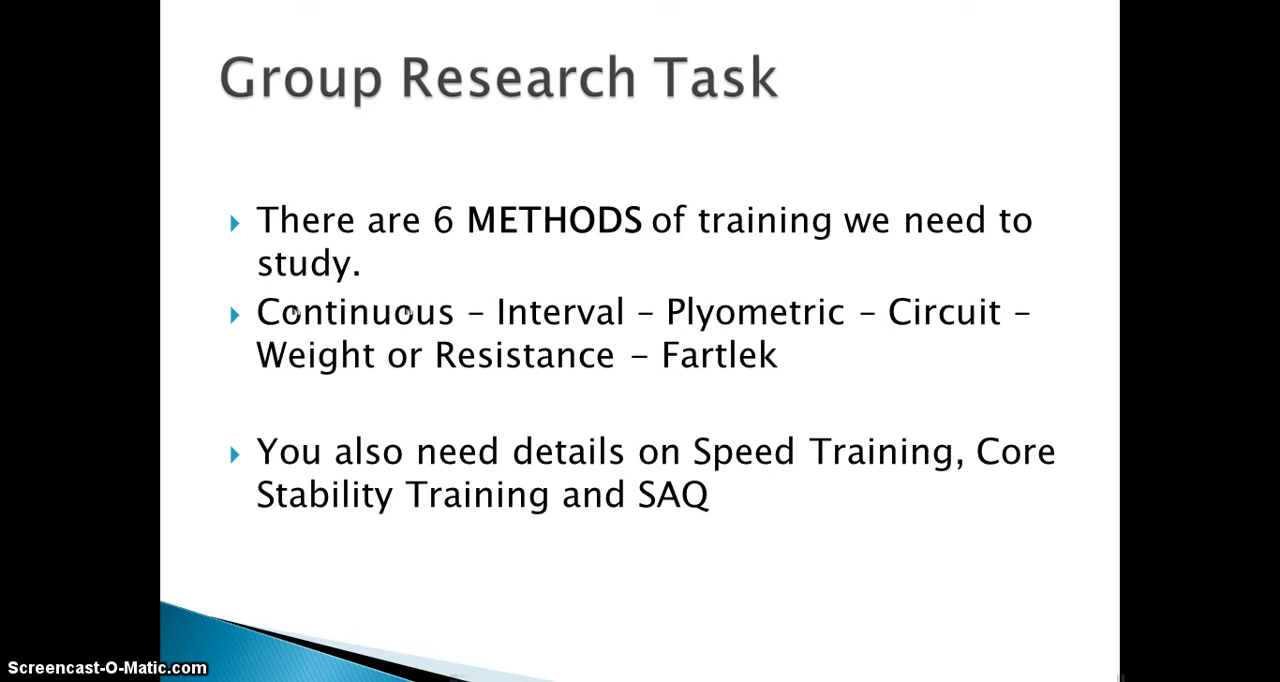 Group Research Task
There are 6 METHODS of training we need to
study.
Continuous – Interval – Plyometric – Circuit –
Weight or Resistance – Fartlek
You also need details on Speed Training, Core
Stability Training and SAQ
Screencast-O-Matic.com